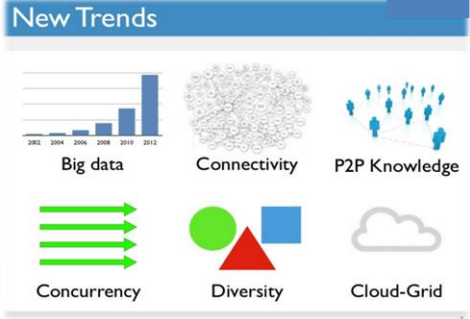 New Trends
2002 2004 2006 2008 2010 2012
Big data
Connectivity
P2P Knowledge
Concurrency
Diversity
Cloud-Grid